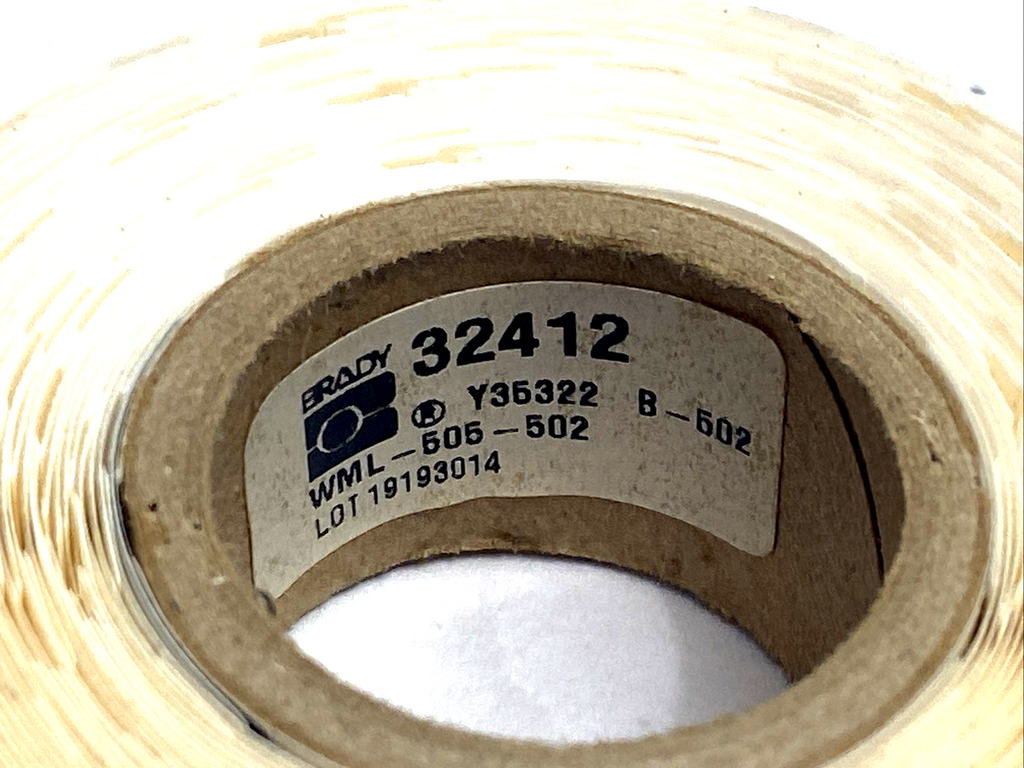 BRADY 32412
® Y35322 B-502
WML-505-502
LOT 19193014